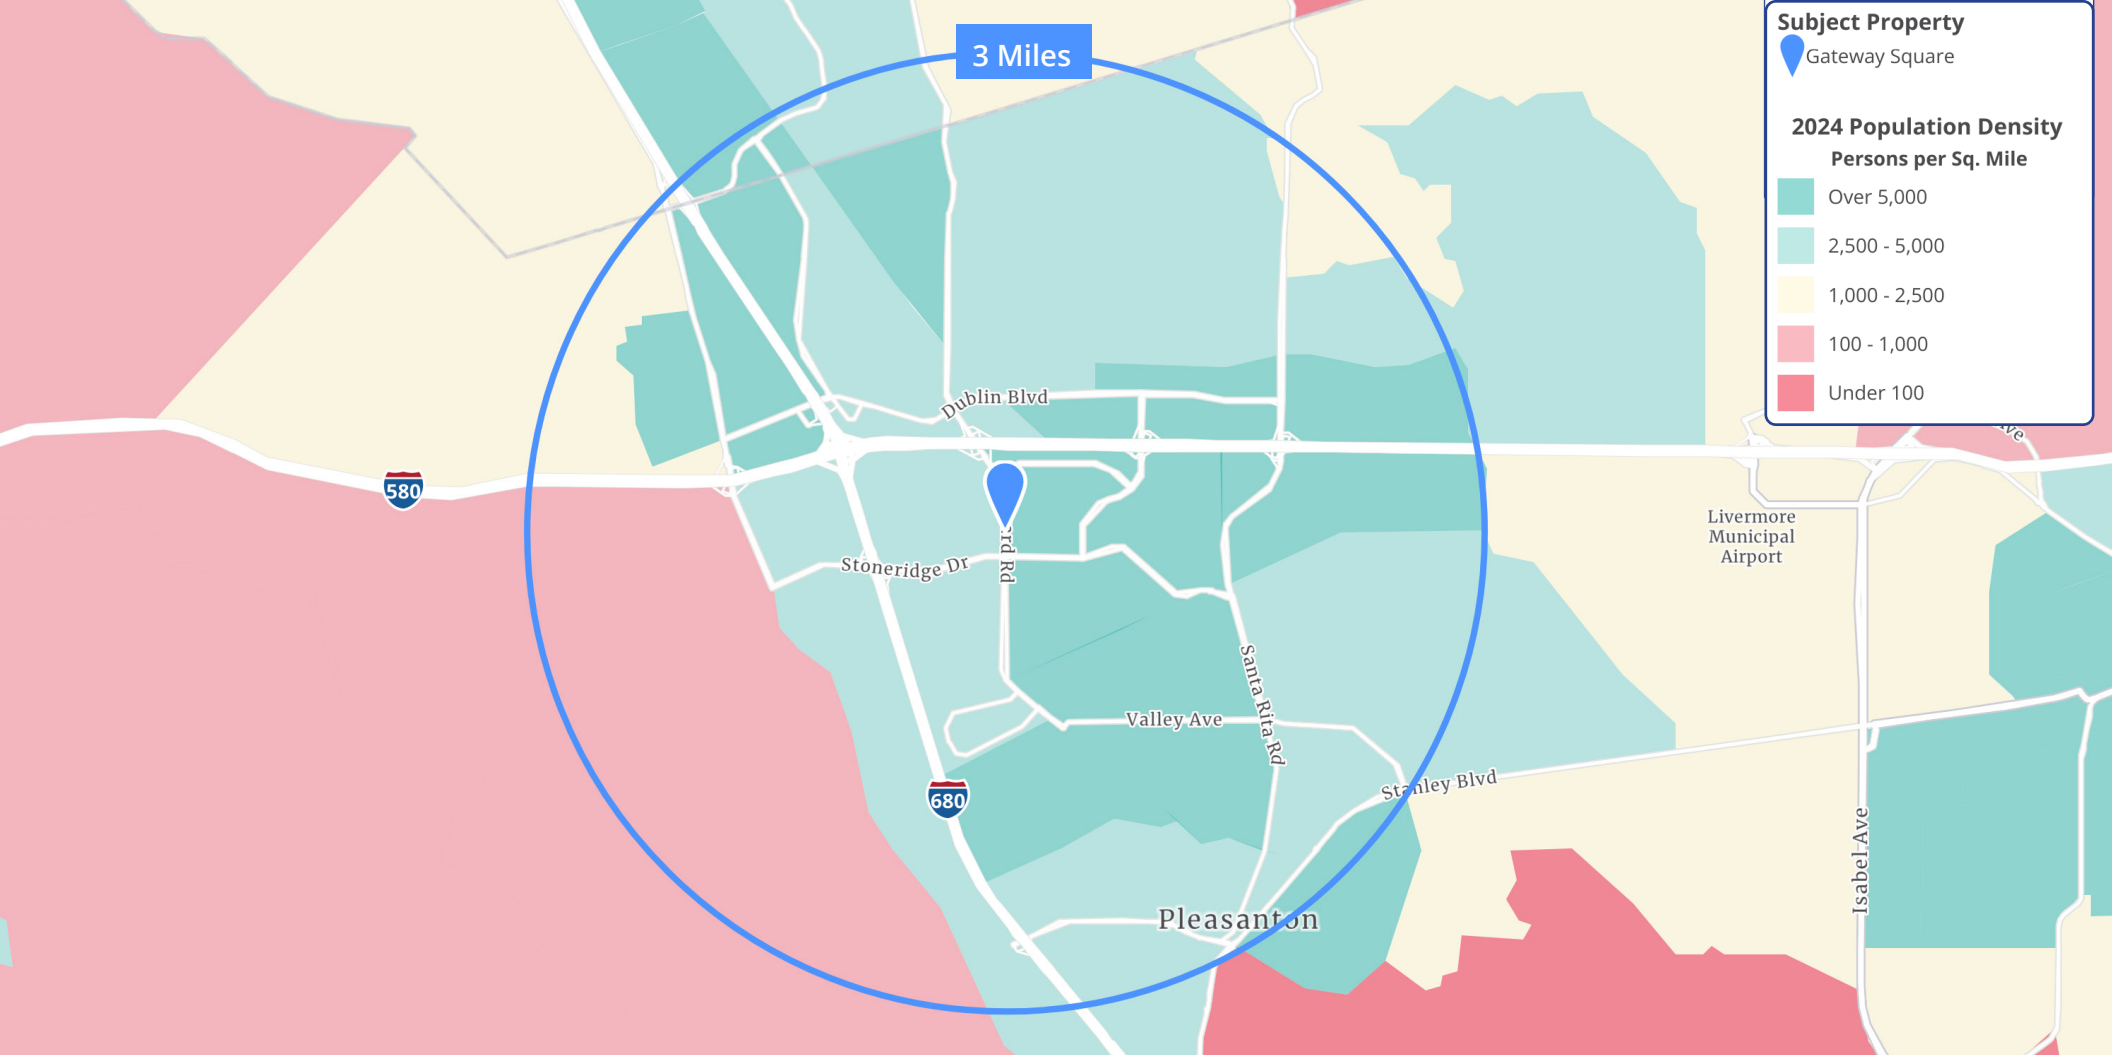 3 Miles
Subject Property
Gateway Square
2024 Population Density
Persons per Sq. Mile
Over 5,000
2,500 - 5,000
1,000 - 2,500
100 - 1,000
Under 100
Dublin Blvd
580
Stoneridge Dr
Rd
Livermore
Municipal
Airport
Santa Rita Rd
Valley Ave
Stanley Blvd
680
Isabel Ave
Pleasanton